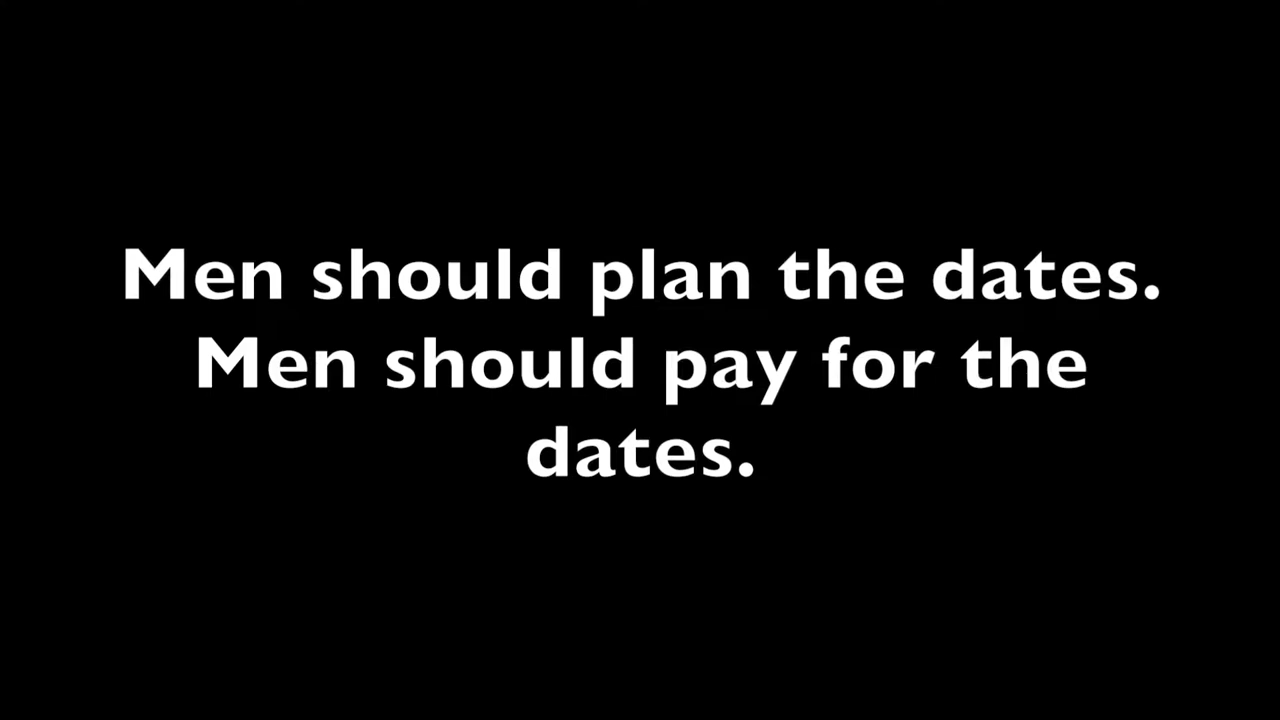 Men should plan the dates.
Men should pay for the
dates.